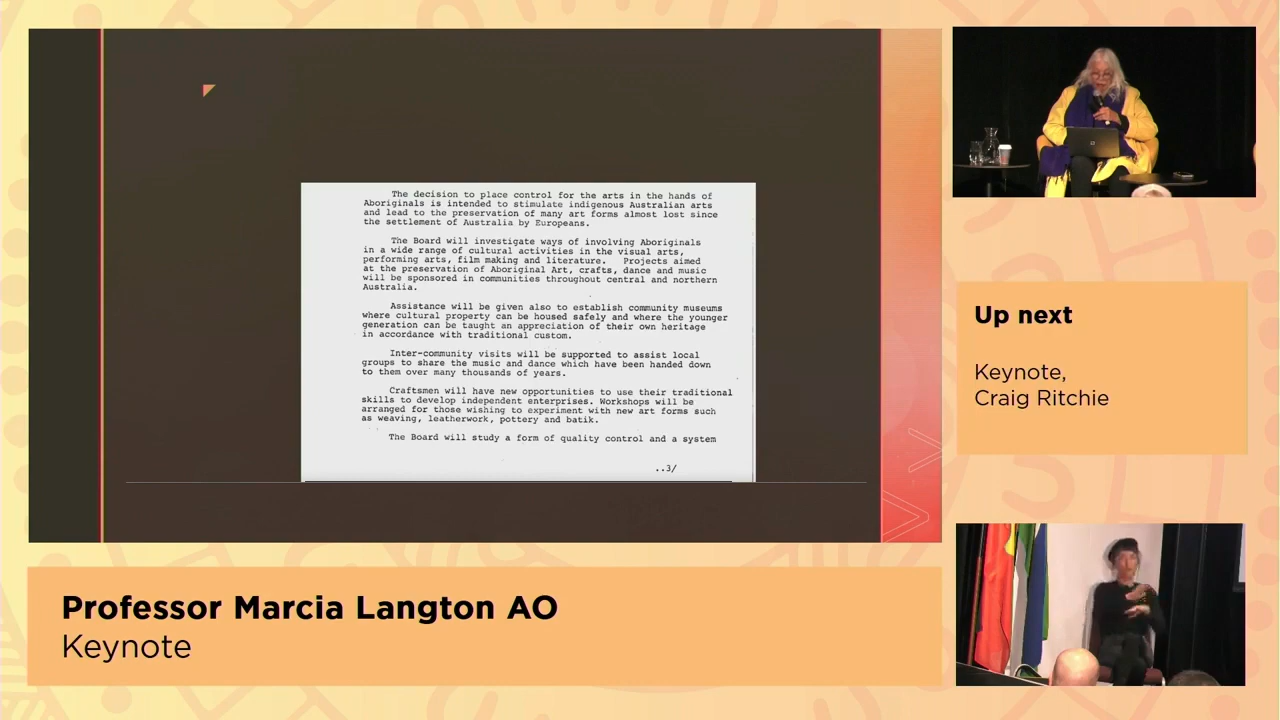 The decision to place control for the arts in the hands of
Aboriginals is intended to stimulate indigenous Australian arts
and lead to the preservation of many art forms almost lost since
the settlement of Australia by Europeans.
The Board will investigate ways of involving Aboriginals
in a wide range of cultural activities in the visual arts,
performing arts, film making and literature. Projects aimed
at the preservation of Aboriginal Art, crafts, dance and music
will be sponsored in communities throughout central and northern
Australia.
Assistance will be given also to establish community museums
where cultural property can be housed safely and where the younger
generation can be taught an appreciation of their own heritage
in accordance with traditional custom.
Inter-community visits will be supported to assist local
groups to share the music and dance which have been handed down
to them over many thousands of years.
Craftsmen will have new opportunities to use their traditional
skills to develop independent enterprises. Workshops will be
arranged for those wishing to experiment with new art forms such
as weaving, leatherwork, pottery and batik.
The Board will study a form of quality control and a system
..3/
Up next
Keynote,
Craig Ritchie
Professor Marcia Langton AO
Keynote